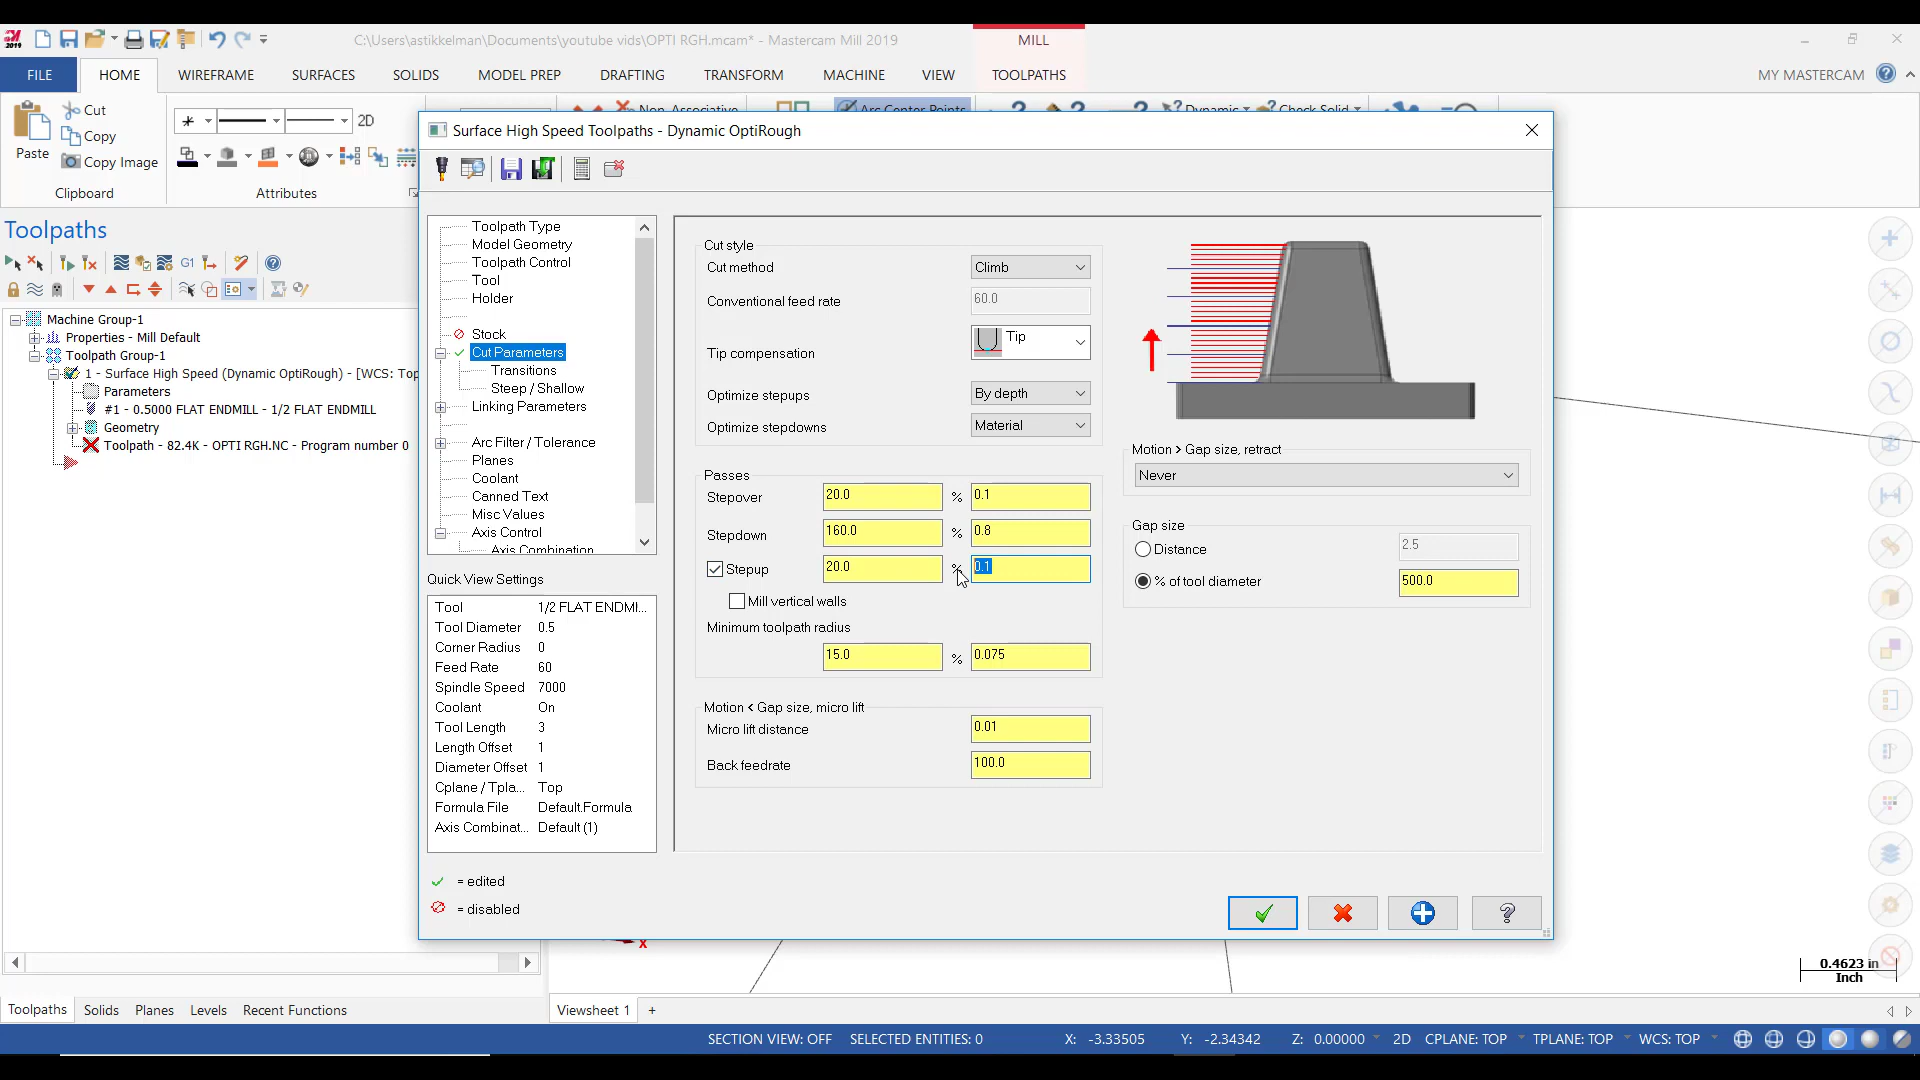 2019
C:\Users\astikkelman\Documents\youtube vids\OPTI RGH.mcam* - Mastercam Mill 2019
MILL
FILE
HOME
WIREFRAME
SURFACES
SOLIDS
MODEL PREP
DRAFTING
TRANSFORM
MACHINE
VIEW
TOOLPATHS
MY MASTERCAM
Paste
Cut
Copy
Copy Image
Clipboard
2D
Attributes
Non-Associative
Arc Center Points
Dynamic
Check Solid
Surface High Speed Toolpaths - Dynamic OptiRough
Toolpaths
G1
Machine Group-1
Properties - Mill Default
Toolpath Group-1
1 - Surface High Speed (Dynamic OptiRough) - [WCS: Top
Parameters
#1 - 0.5000 FLAT ENDMILL - 1/2 FLAT ENDMILL
Geometry
Toolpath - 82.4K - OPTI RGH.NC - Program number 0
Toolpath Type
Model Geometry
Toolpath Control
Tool
Holder
Stock
Cut Parameters
Transitions
Steep / Shallow
Linking Parameters
Arc Filter / Tolerance
Planes
Coolant
Canned Text
Misc Values
Axis Control
Axis Combination
Quick View Settings
Tool 1/2 FLAT ENDMI...
Tool Diameter 0.5
Corner Radius 0
Feed Rate 60
Spindle Speed 7000
Coolant On
Tool Length 3
Length Offset 1
Diameter Offset 1
Cplane / Tpla... Top
Formula File Default.Formula
Axis Combinat... Default (1)
= edited
= disabled
Cut style
Cut method Climb
Conventional feed rate 60.0
Tip compensation Tip
Optimize stepups By depth
Optimize stepdowns Material
Passes
Stepover 20.0 % 0.1
Stepdown 160.0 % 0.8
Stepup 20.0 % 0.1
Mill vertical walls
Minimum toolpath radius
15.0 % 0.075
Motion < Gap size, micro lift
Micro lift distance 0.01
Back feedrate 100.0
Motion > Gap size, retract
Never
Gap size
Distance 2.5
% of tool diameter 500.0
x
0.4623 in
Inch
Toolpaths Solids Planes Levels Recent Functions
Viewsheet 1 +
SECTION VIEW: OFF SELECTED ENTITIES: 0 X: -3.33505 Y: -2.34342 Z: 0.00000 2D CPLANE: TOP TPLANE: TOP WCS: TOP